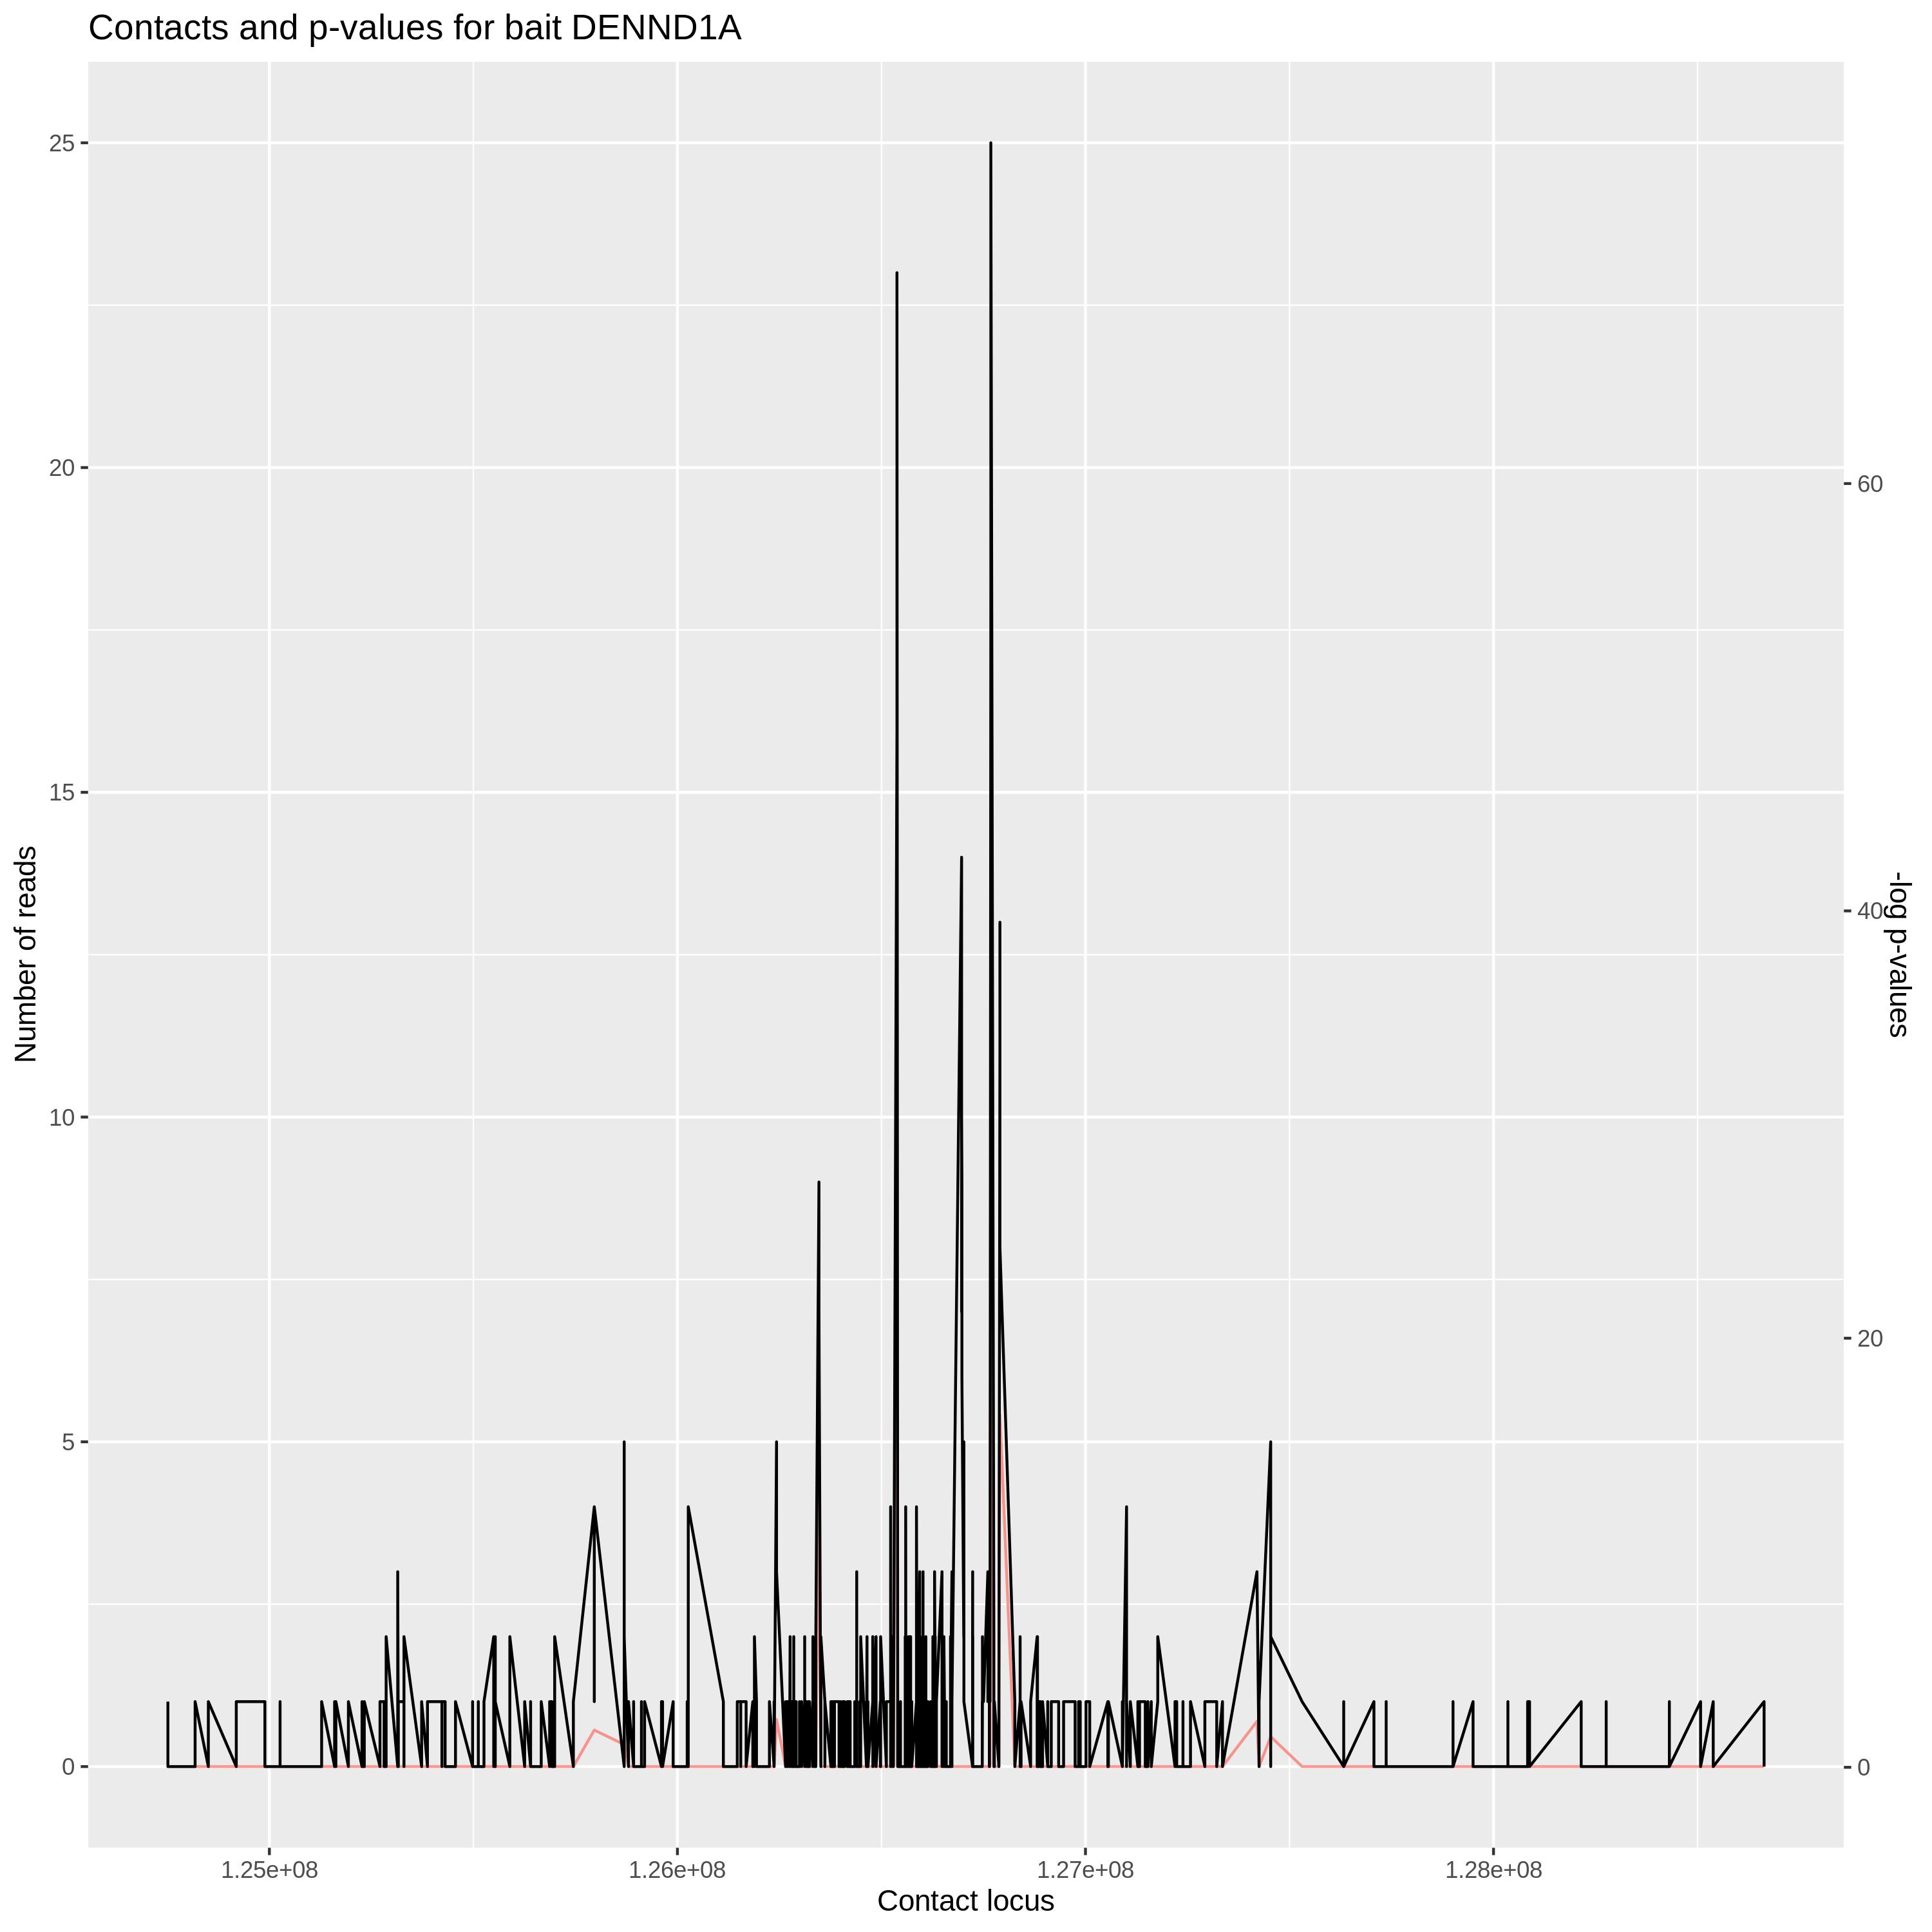 Contacts and p-values for bait DENND1A
25
20
15
10
5
0
Number of reads
60
40
20
0
-log p-values
1.25e+08
1.26e+08
1.27e+08
1.28e+08
Contact locus